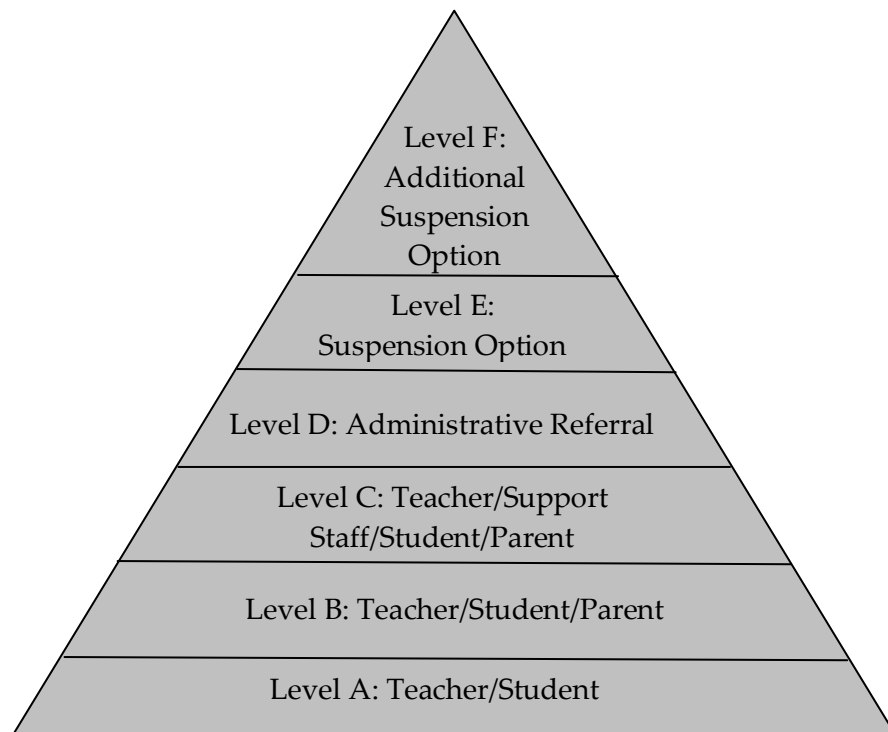 Level F:
Additional
Suspension
Option
Level E:
Suspension Option
Level D: Administrative Referral
Level C: Teacher/Support
Staff/Student/Parent
Level B: Teacher/Student/Parent
Level A: Teacher/Student